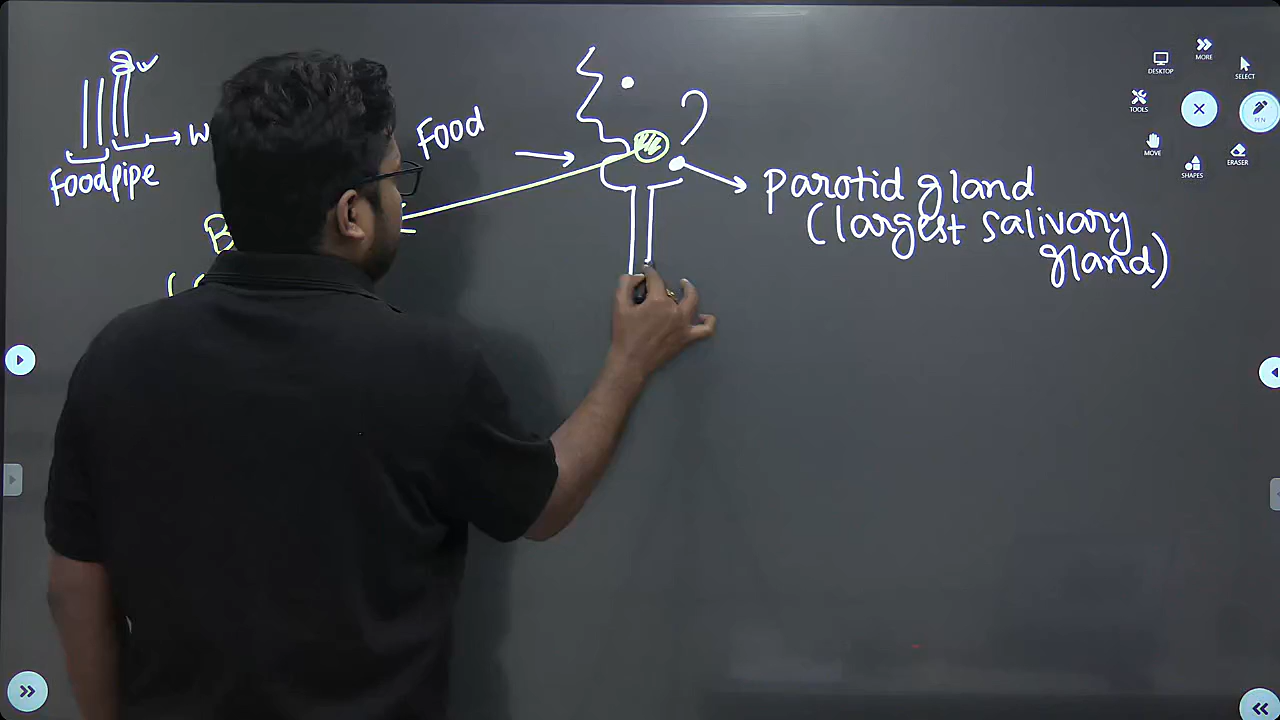 Foodpipe
Food
Parotid gland
(largest salivary
gland)
DESKTOP
MORE
SELECT
TOOLS
PEN
MOVE
SHAPES
ERASER